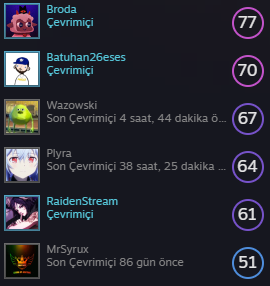 Broda
Çevrimiçi
77
Batuhan26eses
Çevrimiçi
70
Wazowski
Son Çevrimiçi 4 saat, 44 dakika ö...
67
Plyra
Son Çevrimiçi 38 saat, 25 dakika ...
64
RaidenStream
Çevrimiçi
61
MrSyrux
Son Çevrimiçi 86 gün önce
51